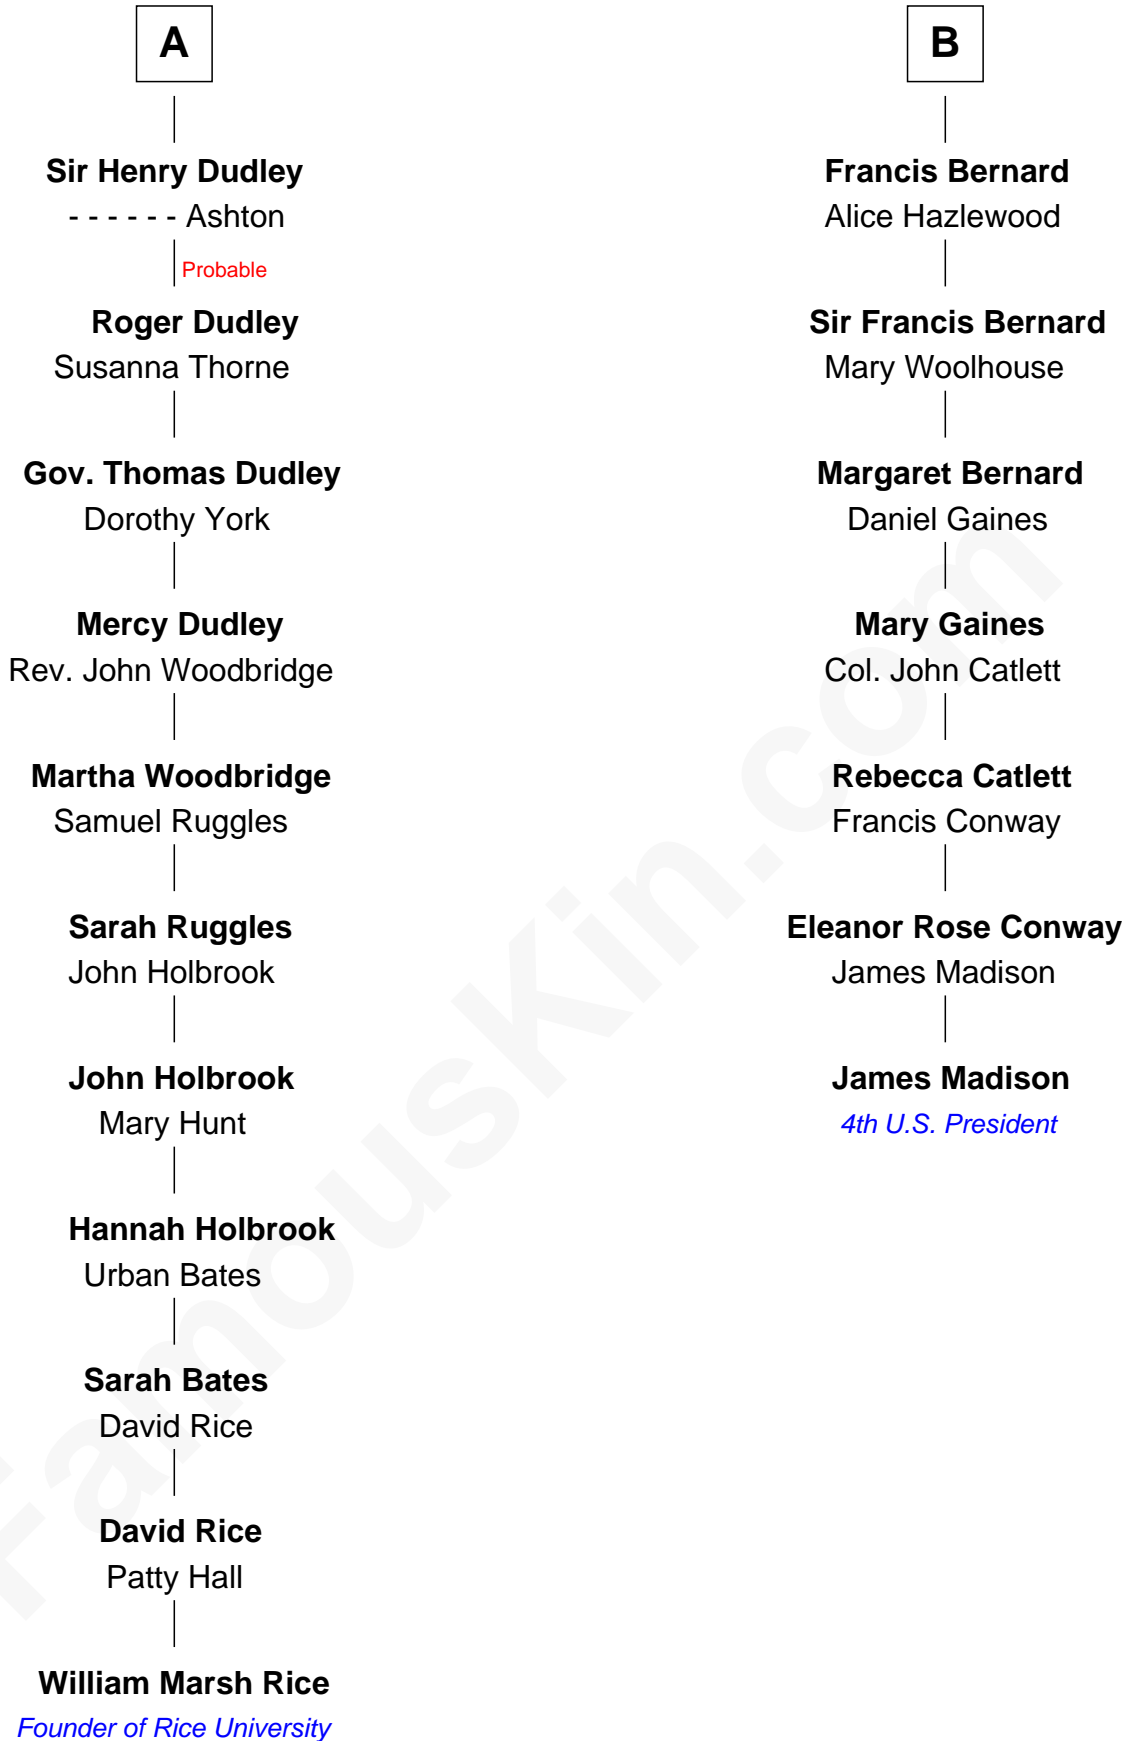 A
Sir Henry Dudley
- - - - - - Ashton
Probable
Roger Dudley
Susanna Thorne
Gov. Thomas Dudley
Dorothy York
Mercy Dudley
Rev. John Woodbridge
Martha Woodbridge
Samuel Ruggles
Sarah Ruggles
John Holbrook
John Holbrook
Mary Hunt
Hannah Holbrook
Urban Bates
Sarah Bates
David Rice
David Rice
Patty Hall
William Marsh Rice
Founder of Rice University
B
Francis Bernard
Alice Hazlewood
Sir Francis Bernard
Mary Woolhouse
Margaret Bernard
Daniel Gaines
Mary Gaines
Col. John Catlett
Rebecca Catlett
Francis Conway
Eleanor Rose Conway
James Madison
James Madison
4th U.S. President
FamousKin.com